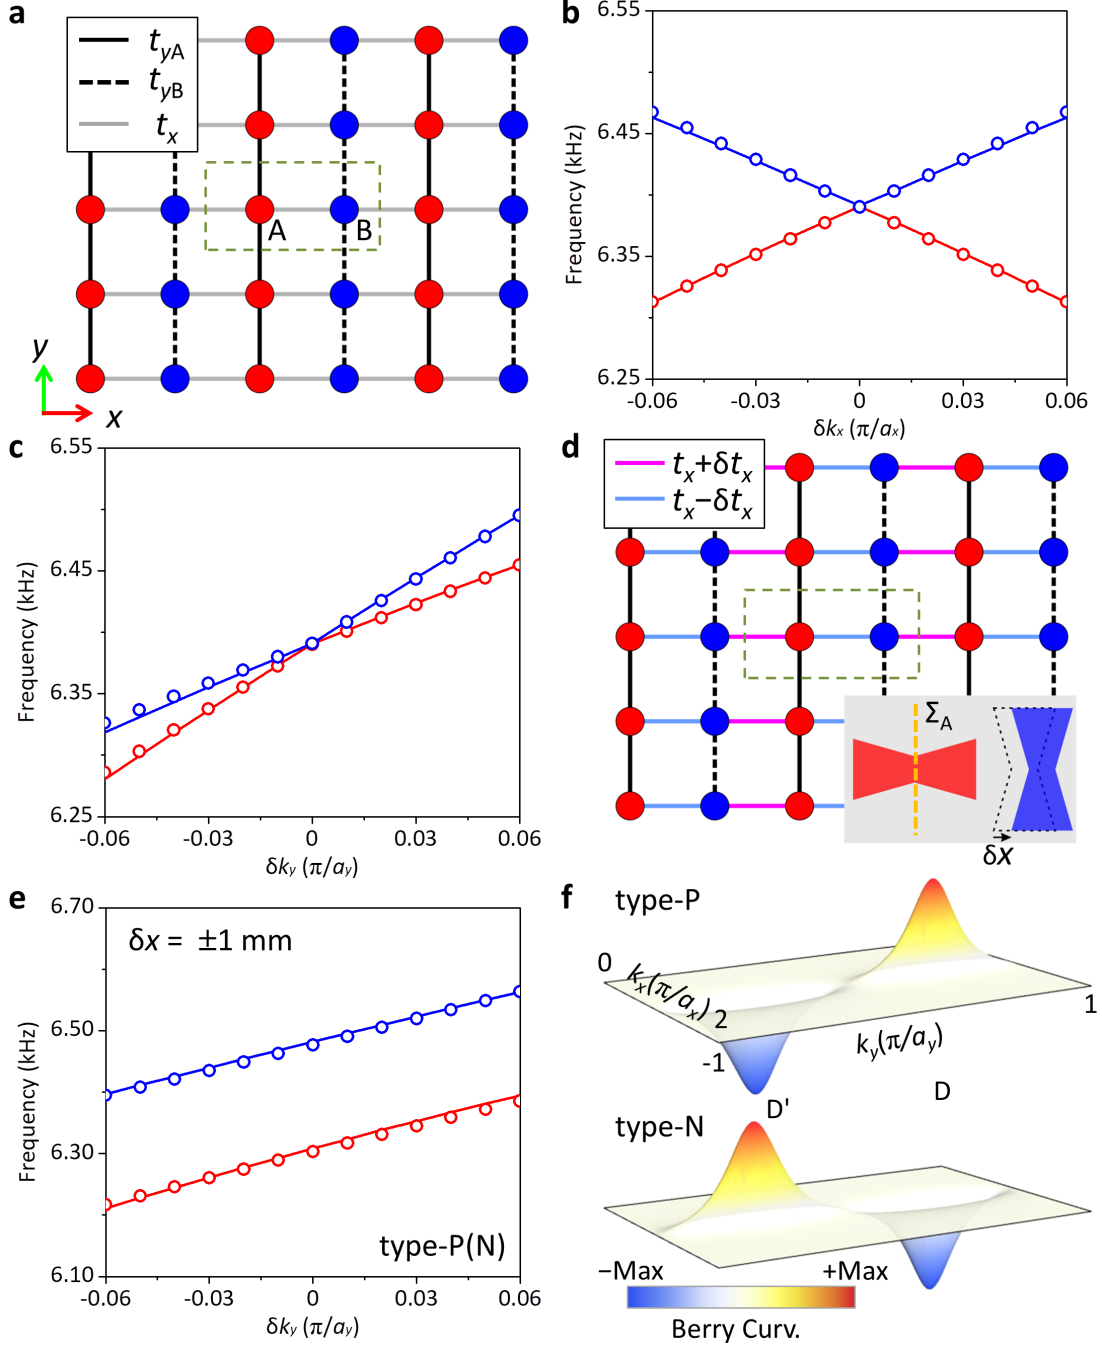 a
t_yA
t_yB
t_x
A
B
y
x
b
6.55
6.45
6.35
6.25
Frequency (kHz)
-0.06 -0.03 0 0.03 0.06
δk_x (π/a_x)
c
6.55
6.45
6.35
6.25
Frequency (kHz)
-0.06 -0.03 0 0.03 0.06
δk_y (π/a_y)
d
t_x+δt_x
t_x−δt_x
Σ_A
δx
e
6.70
6.50
6.30
6.10
Frequency (kHz)
δx = ±1 mm
type-P(N)
-0.06 -0.03 0 0.03 0.06
δk_y (π/a_y)
f
type-P
0
k_x(π/a_x)
2
-1
k_y(π/a_y)
1
D'
D
type-N
−Max
+Max
Berry Curv.